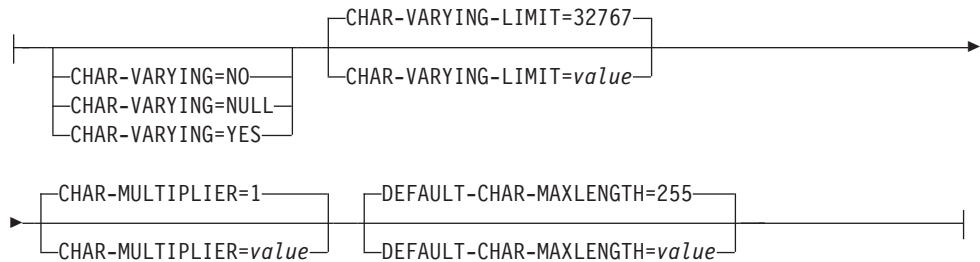 CHAR-VARYING-LIMIT=32767
CHAR-VARYING=NO
CHAR-VARYING-LIMIT=value
CHAR-VARYING=NULL
CHAR-VARYING=YES
CHAR-MULTIPLIER=1
DEFAULT-CHAR-MAXLENGTH=255
CHAR-MULTIPLIER=value
DEFAULT-CHAR-MAXLENGTH=value